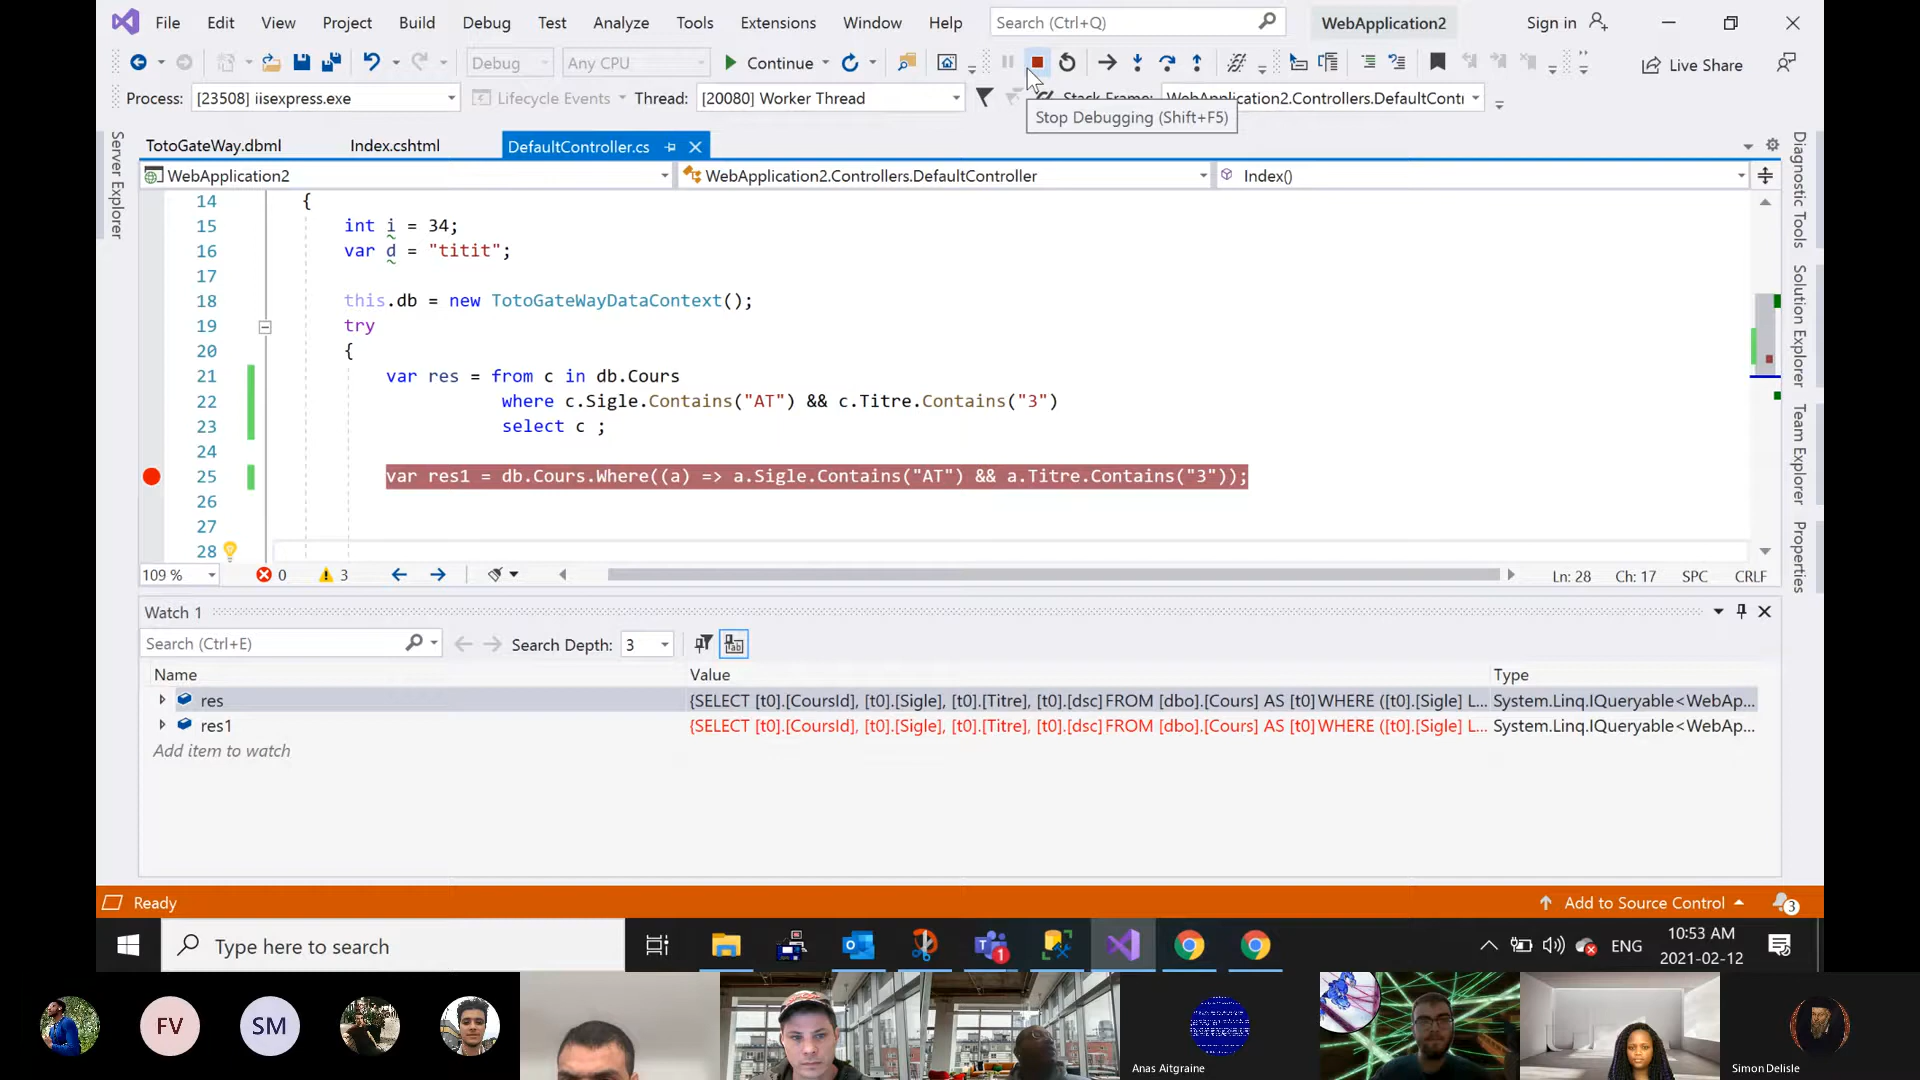 File Edit View Project Build Debug Test Analyze Tools Extensions Window Help Search (Ctrl+Q) WebApplication2 Sign in
Debug Any CPU Continue Live Share
Process: [23508] iisexpress.exe Lifecycle Events Thread: [20080] Worker Thread Stack Frame: WebApplication2.Controllers.DefaultContr
Stop Debugging (Shift+F5)
TotoGateWay.dbml Index.cshtml DefaultController.cs
WebApplication2 WebApplication2.Controllers.DefaultController Index()
Server Explorer
Diagnostic Tools
Solution Explorer
Team Explorer
Properties
14 {
15 int i = 34;
16 var d = "titit";
17
18 this.db = new TotoGateWayDataContext();
19 try
20 {
21 var res = from c in db.Cours
22 where c.Sigle.Contains("AT") && c.Titre.Contains("3")
23 select c ;
24
25 var res1 = db.Cours.Where((a) => a.Sigle.Contains("AT") && a.Titre.Contains("3"));
26
27
28
109 % 0 3 Ln: 28 Ch: 17 SPC CRLF
Watch 1
Search (Ctrl+E) Search Depth: 3
Name Value Type
res {SELECT [t0].[CoursId], [t0].[Sigle], [t0].[Titre], [t0].[dsc]FROM [dbo].[Cours] AS [t0]WHERE ([t0].[Sigle] L... System.Linq.IQueryable<WebAp...
res1 {SELECT [t0].[CoursId], [t0].[Sigle], [t0].[Titre], [t0].[dsc]FROM [dbo].[Cours] AS [t0]WHERE ([t0].[Sigle] L... System.Linq.IQueryable<WebAp...
Add item to watch
Ready Add to Source Control 3
Type here to search 1 ENG 10:53 AM
2021-02-12
FV SM
Anas Aitgraine Simon Delisle